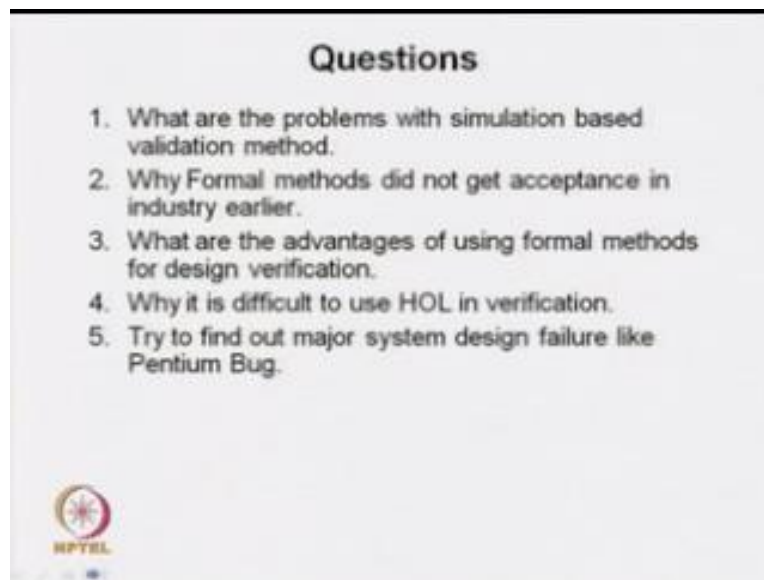 Questions
1. What are the problems with simulation based
validation method.
2. Why Formal methods did not get acceptance in
industry earlier.
3. What are the advantages of using formal methods
for design verification.
4. Why it is difficult to use HOL in verification.
5. Try to find out major system design failure like
Pentium Bug.
NPTEL